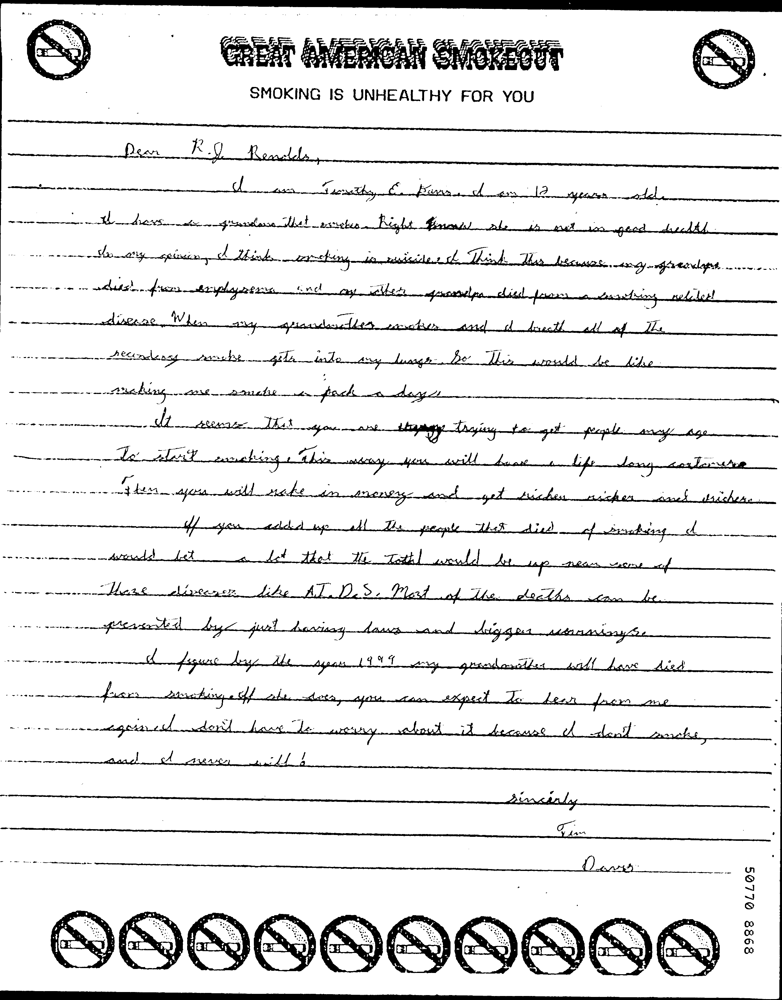 GREAT AMERICAN SMOKEOUT
SMOKING IS UNHEALTHY FOR YOU
Dear R.J. Renolds,
I am Timothy E. Davis. I am 12 years old.
I have a grandma that smokes. Right know she is not in good health.
In my opinion, I think smoking is suicide. I think this because my grandpa
died from emphysema and my other grandpa died from a smoking related
disease. When my grandmother smokes and I breath all of the
secondary smoke gets into my lungs. So this would be like
making me smoke a pack a day.
It seems that you are trying to get people my age
to start smoking. This way you will have a life long customers.
Then you will rake in money and get richer richer and richer.
If you added up all the people that died of smoking I
would bet a lot that the total would be up near some of
those diseases like A.I.D.S. Most of the deaths can be
prevented by just having laws and bigger warnings.
I figure by the year 1999 my grandmother will have died
from smoking. If she does, you can expect to hear from me
again. I don't have to worry about it because I don't smoke,
and I never will!
Sincerly
Tim
Davis
50770 8868